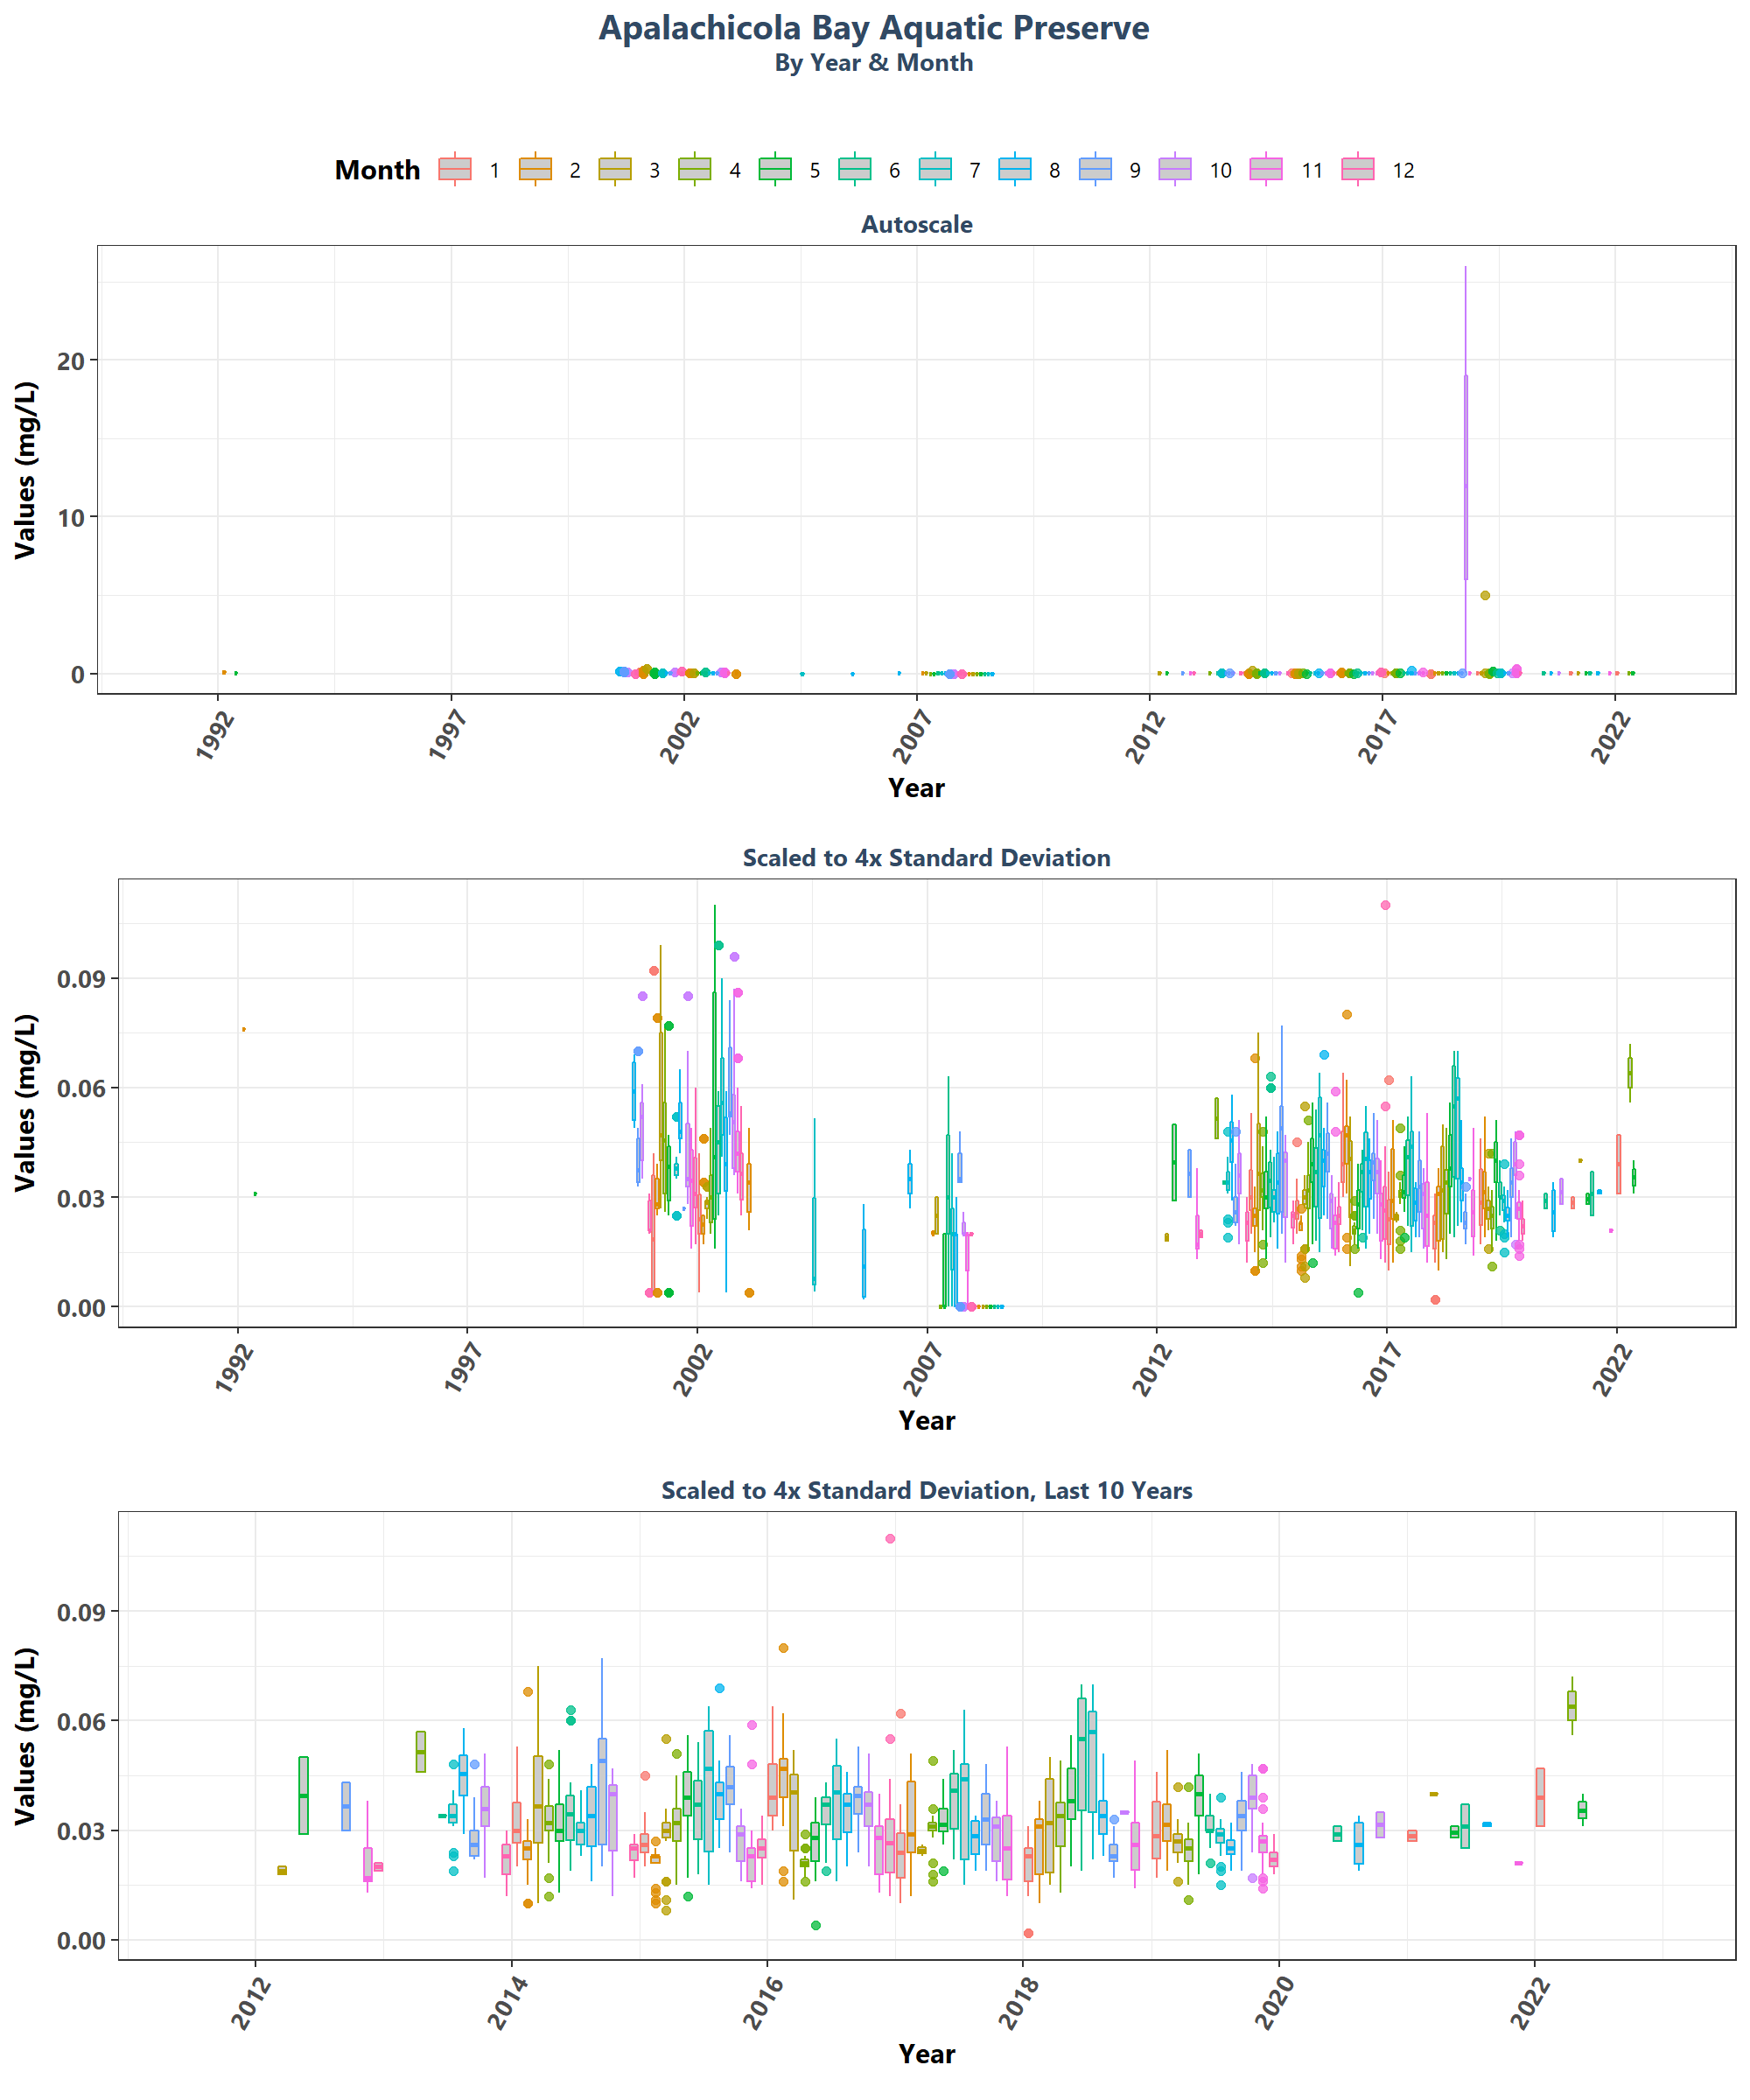 Apalachicola Bay Aquatic Preserve
By Year & Month
Month 1 2 3 4 5 6 7 8 9 10 11 12
Autoscale
Values (mg/L)
20
10
0
1992 1997 2002 2007 2012 2017 2022
Year
Scaled to 4x Standard Deviation
Values (mg/L)
0.09
0.06
0.03
0.00
1992 1997 2002 2007 2012 2017 2022
Year
Scaled to 4x Standard Deviation, Last 10 Years
Values (mg/L)
0.09
0.06
0.03
0.00
2012 2014 2016 2018 2020 2022
Year